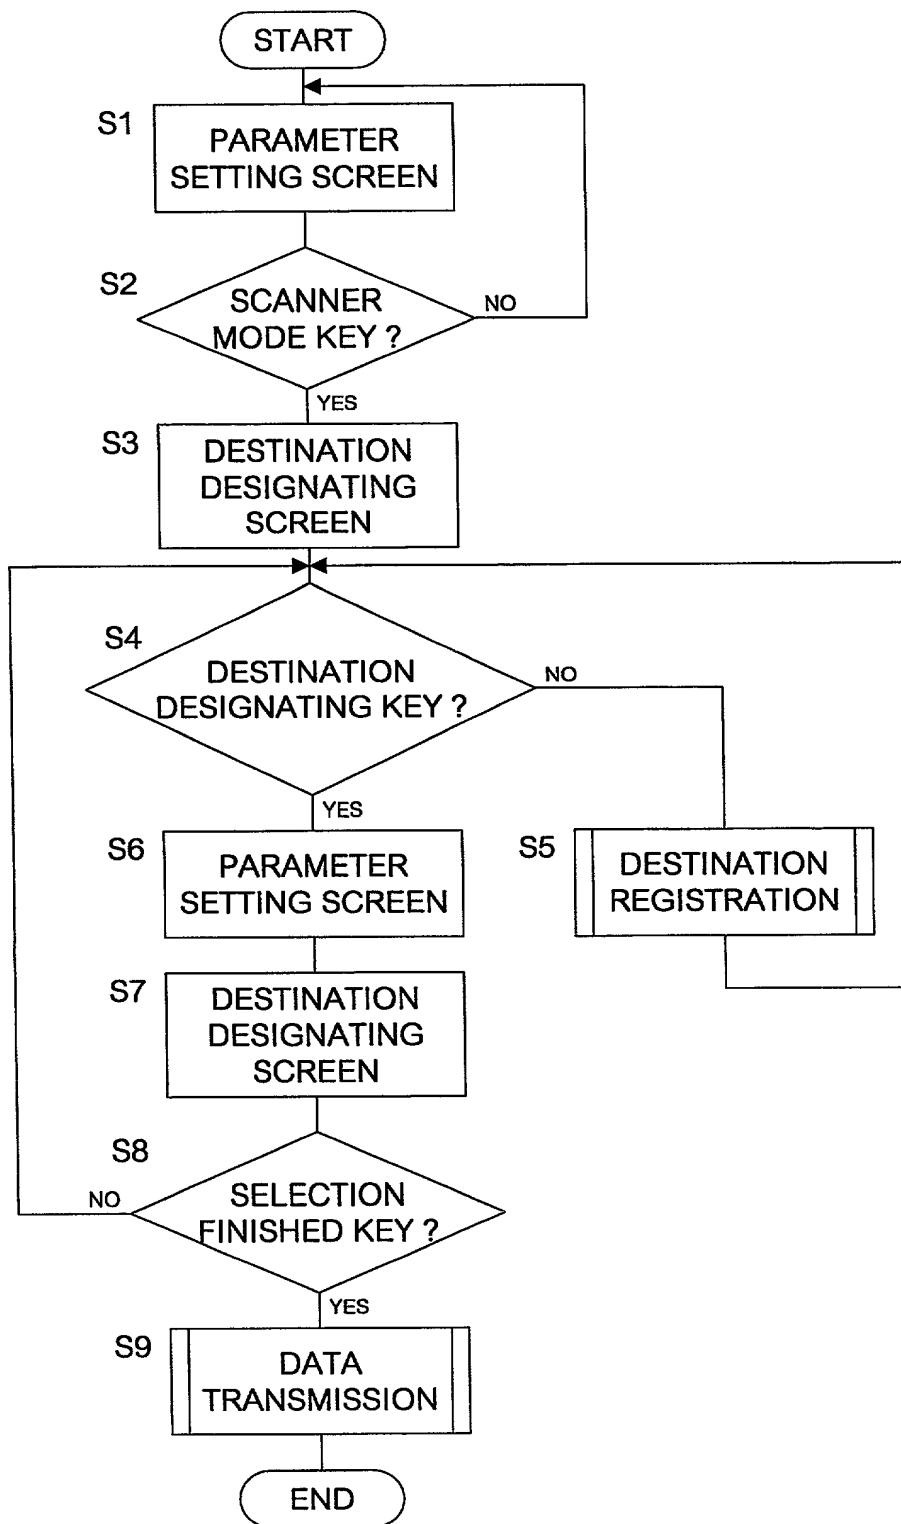 START
S1
PARAMETER
SETTING SCREEN
S2
SCANNER
MODE KEY ?
NO
YES
S3
DESTINATION
DESIGNATING
SCREEN
S4
DESTINATION
DESIGNATING KEY ?
NO
YES
S6
PARAMETER
SETTING SCREEN
S5
DESTINATION
REGISTRATION
S7
DESTINATION
DESIGNATING
SCREEN
S8
SELECTION
FINISHED KEY ?
NO
YES
S9
DATA
TRANSMISSION
END